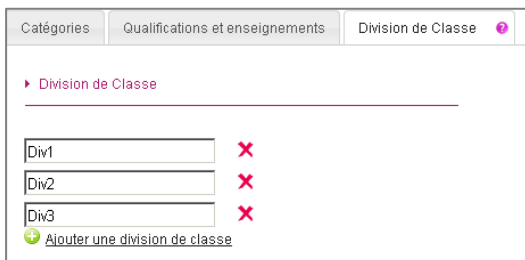 Catégories Qualifications et enseignements Division de Classe ?
Division de Classe
Div1
Div2
Div3
Ajouter une division de classe